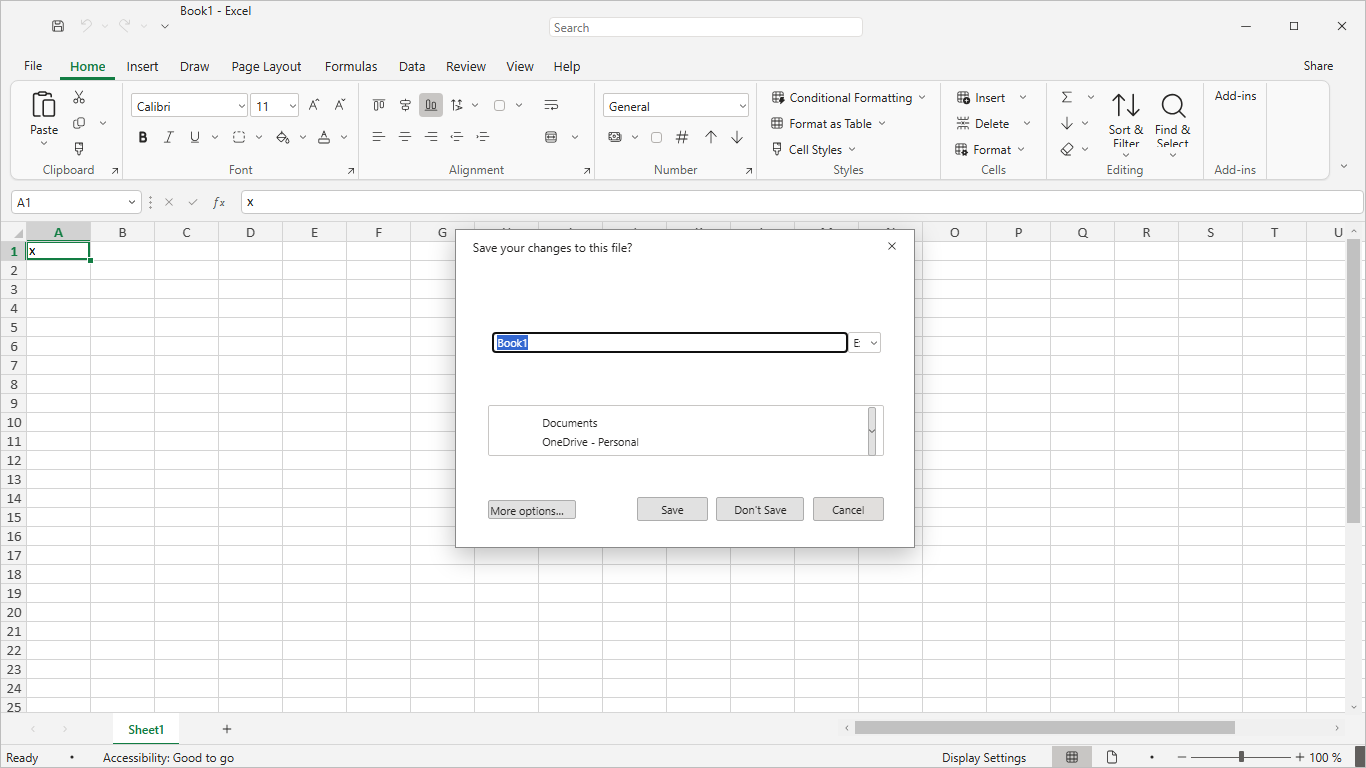 Book1 - Excel
Search
File Home Insert Draw Page Layout Formulas Data Review View Help Share
Paste
Clipboard
Calibri 11
B I U A
Font
Alignment
General
Number
Conditional Formatting
Format as Table
Cell Styles
Styles
Insert
Delete
Format
Cells
Sort &
Filter
Find &
Select
Editing
Add-ins
Add-ins
A1 fx x
A B C D E F G O P Q R S T U
1 x
2
3
4
5
6
7
8
9
10
11
12
13
14
15
16
17
18
19
20
21
22
23
24
25
Save your changes to this file?
Book1
Documents
OneDrive - Personal
More options... Save Don't Save Cancel
Sheet1
Ready Accessibility: Good to go Display Settings 100 %